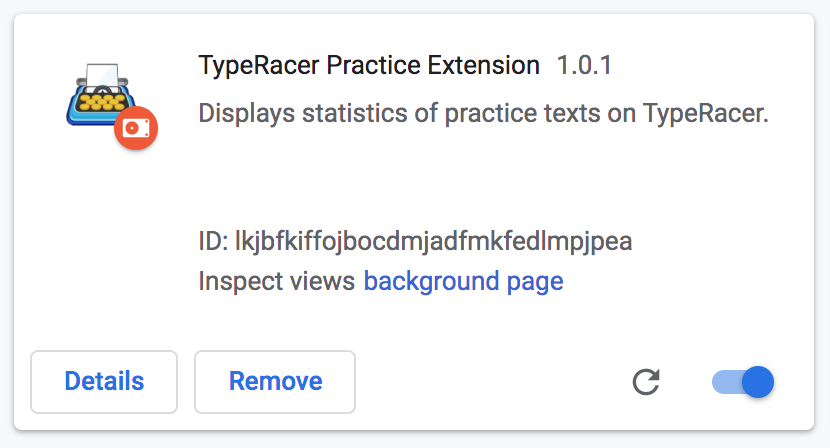 TypeRacer Practice Extension 1.0.1
Displays statistics of practice texts on TypeRacer.
ID: lkjbfkiffojbocdmjadfmkfedlmpjpea
Inspect views background page
Details Remove